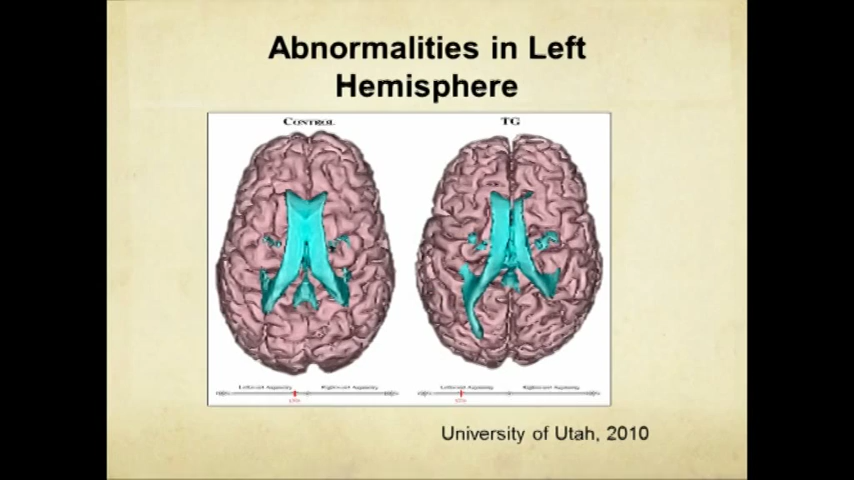 Abnormalities in Left
Hemisphere
CONTROL
TG
Leftward Asymmetry Rightward Asymmetry
Leftward Asymmetry Rightward Asymmetry
University of Utah, 2010